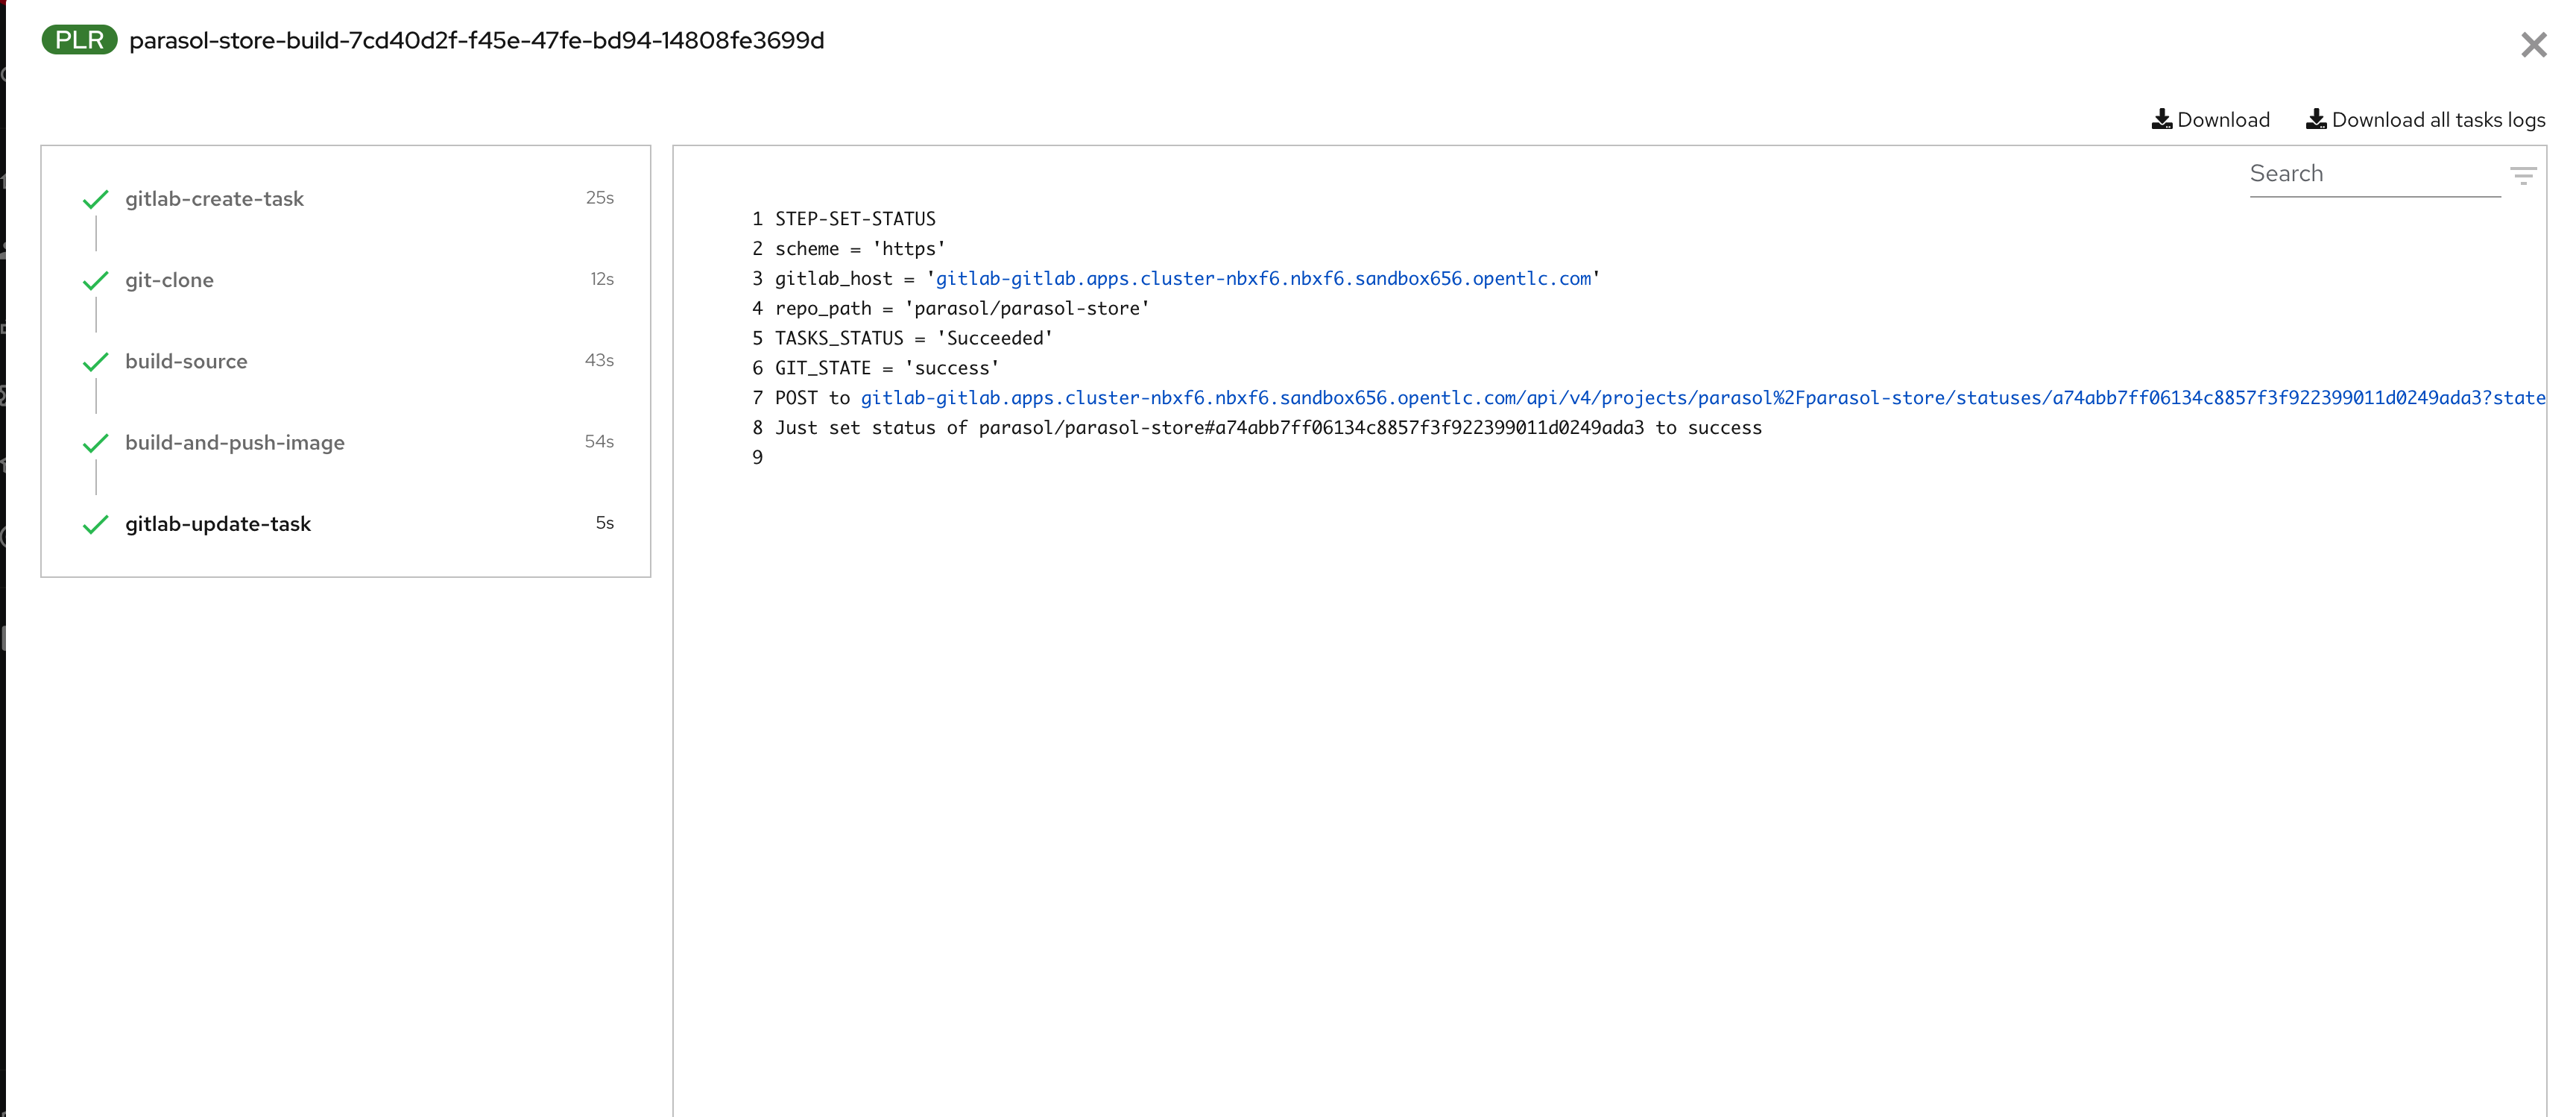 PLR parasol-store-build-7cd40d2f-f45e-47fe-bd94-14808fe3699d
Download Download all tasks logs
gitlab-create-task 25s
git-clone 12s
build-source 43s
build-and-push-image 54s
gitlab-update-task 5s
Search
1 STEP-SET-STATUS
2 scheme = 'https'
3 gitlab_host = 'gitlab-gitlab.apps.cluster-nbxf6.nbxf6.sandbox656.opentlc.com'
4 repo_path = 'parasol/parasol-store'
5 TASKS_STATUS = 'Succeeded'
6 GIT_STATE = 'success'
7 POST to gitlab-gitlab.apps.cluster-nbxf6.nbxf6.sandbox656.opentlc.com/api/v4/projects/parasol%2Fparasol-store/statuses/a74abb7ff06134c8857f3f922399011d0249ada3?state
8 Just set status of parasol/parasol-store#a74abb7ff06134c8857f3f922399011d0249ada3 to success
9